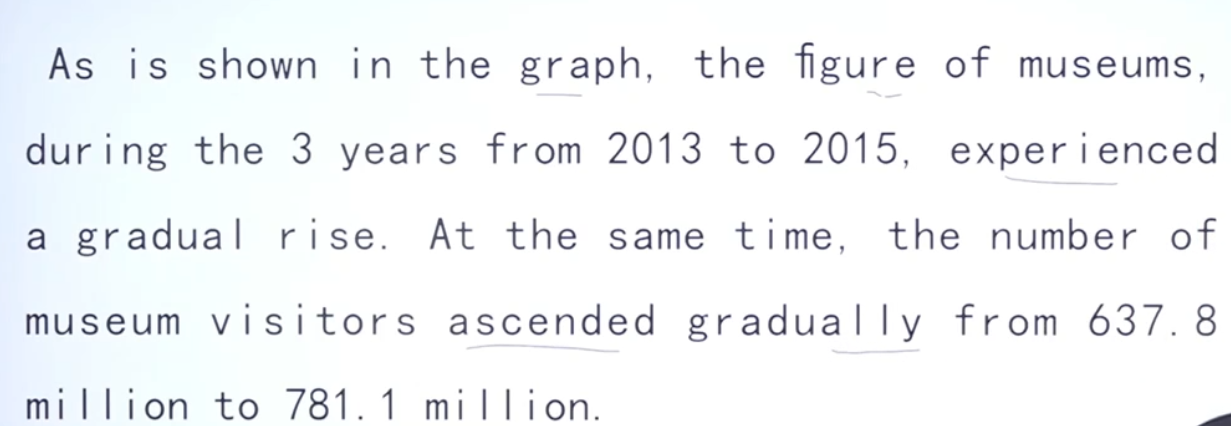 As is shown in the graph, the figure of museums,
during the 3 years from 2013 to 2015, experienced
a gradual rise. At the same time, the number of
museum visitors ascended gradually from 637.8
million to 781.1 million.